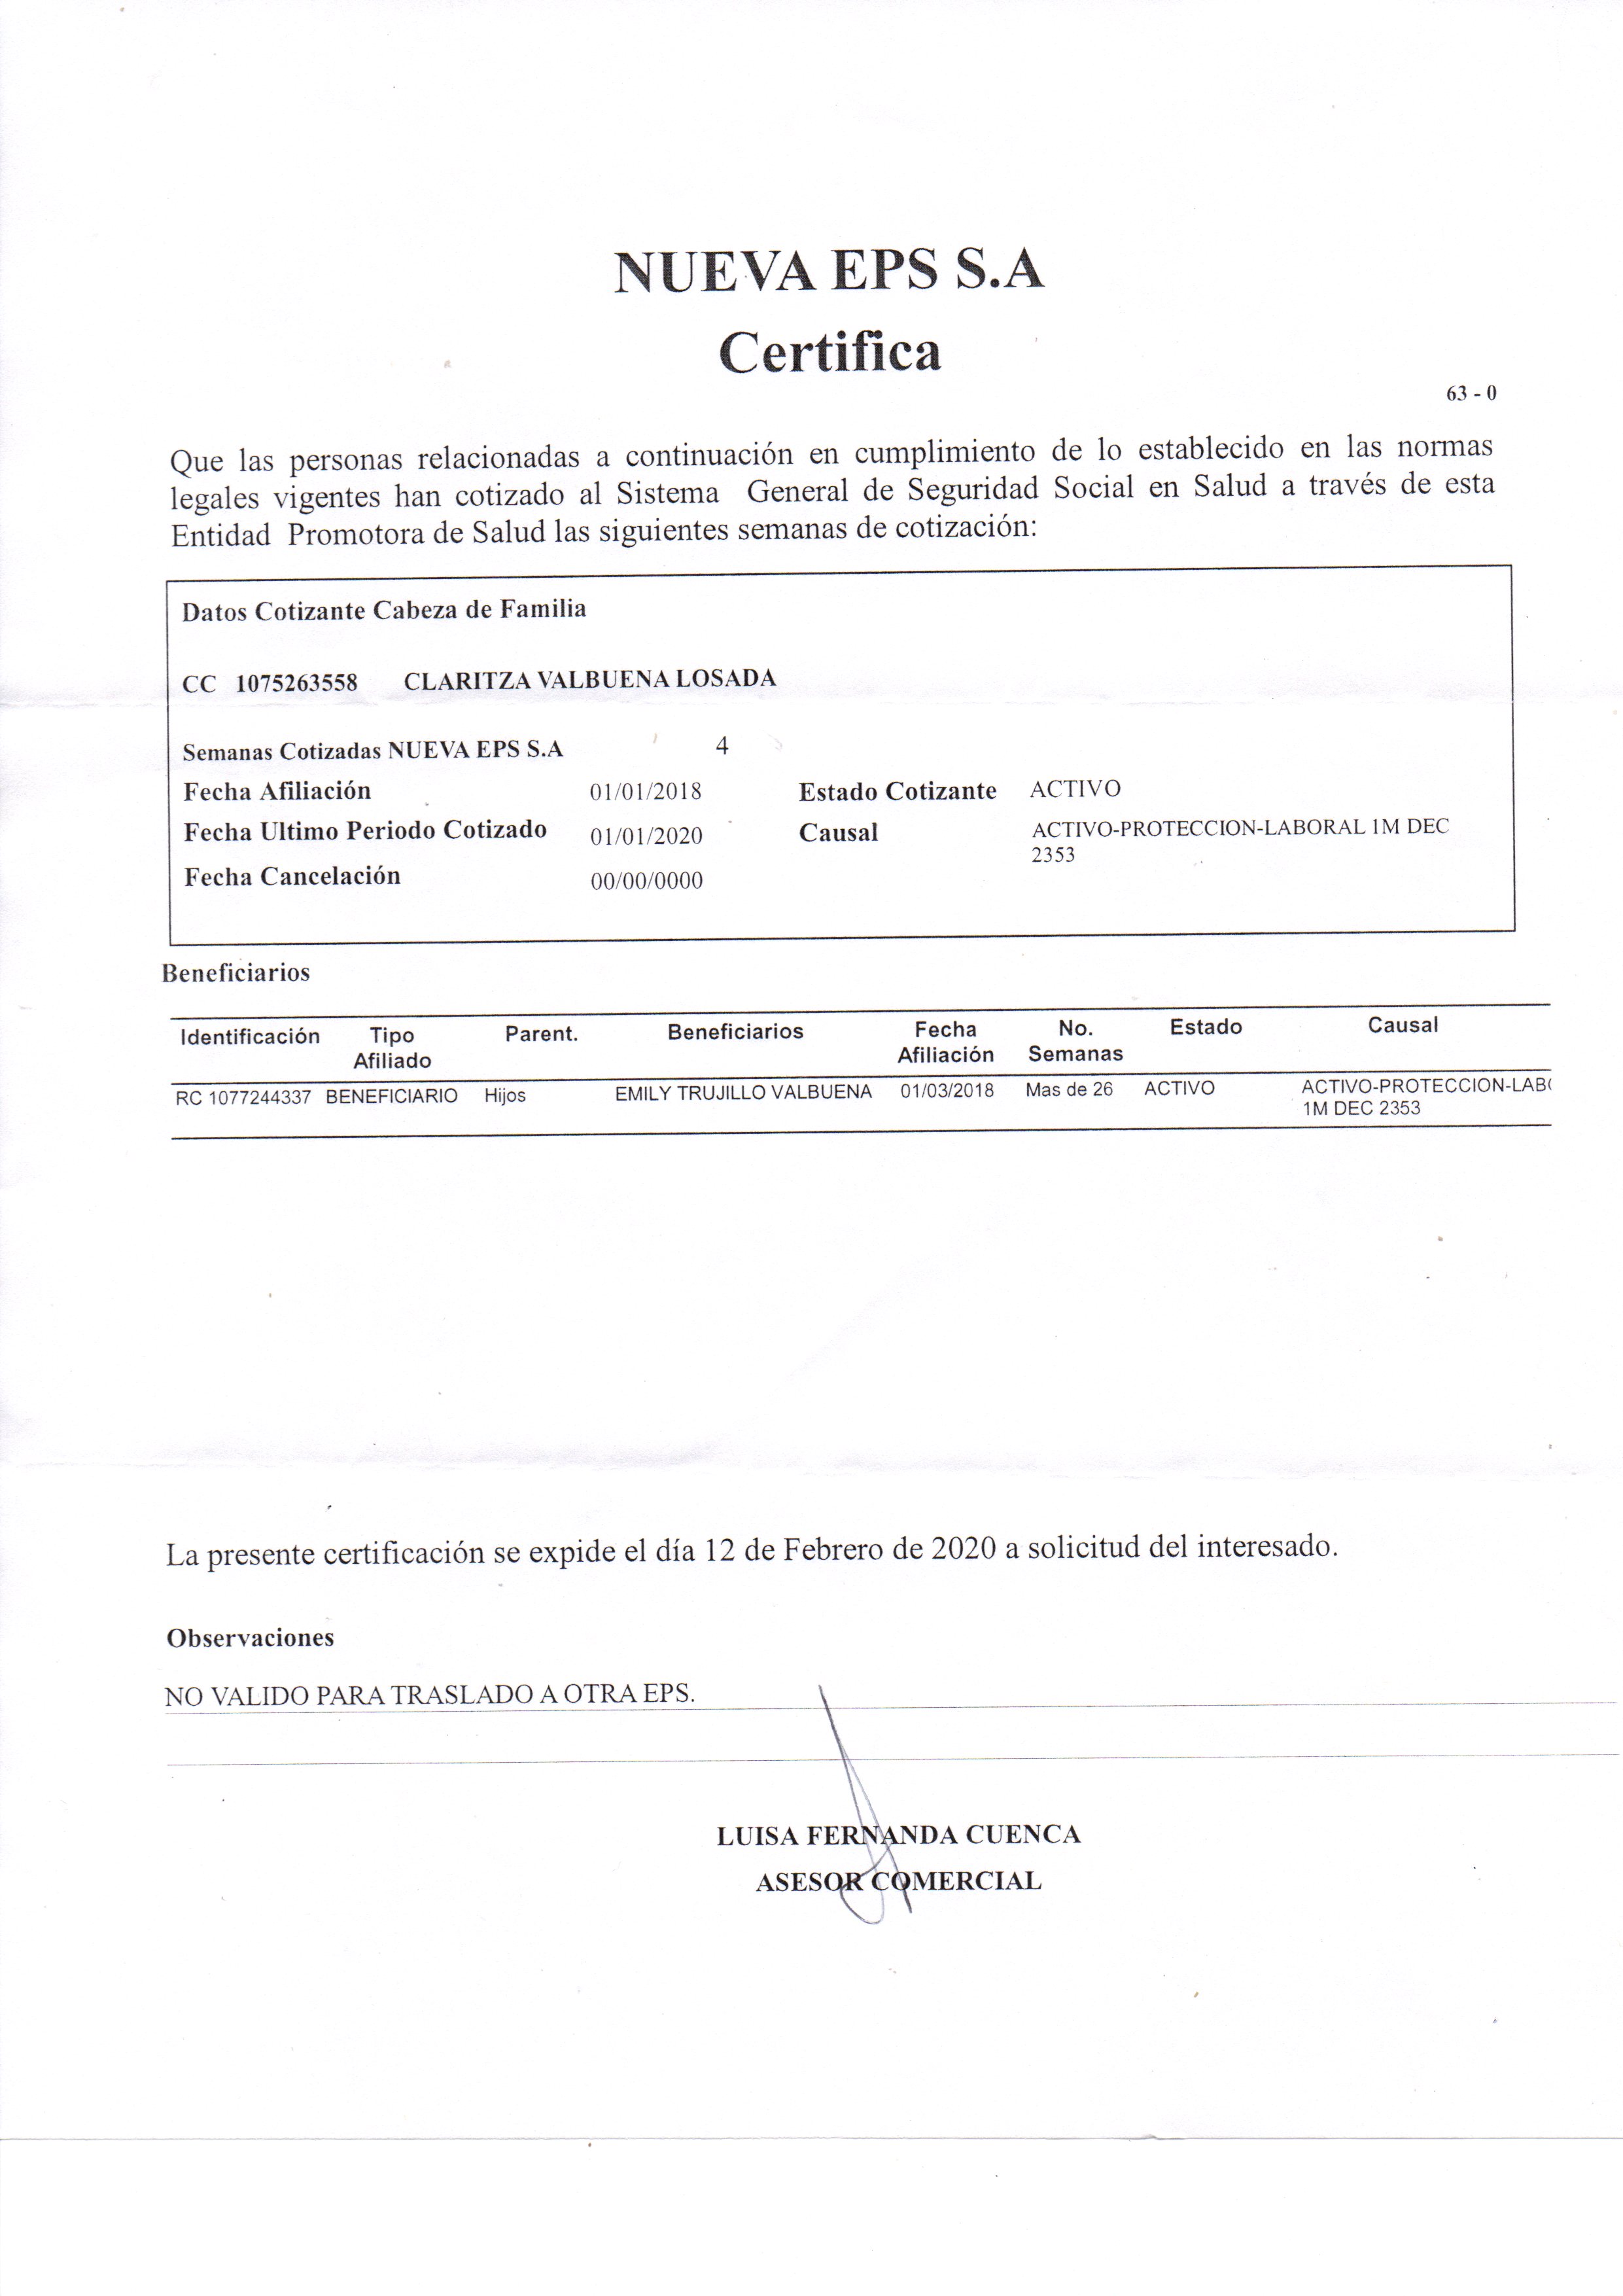 NUEVA EPS S.A
Certifica
63 - 0
Que las personas relacionadas a continuación en cumplimiento de lo establecido en las normas
legales vigentes han cotizado al Sistema General de Seguridad Social en Salud a través de esta
Entidad Promotora de Salud las siguientes semanas de cotización:
Datos Cotizante Cabeza de Familia
CC 1075263558 CLARITZA VALBUENA LOSADA
Semanas Cotizadas NUEVA EPS S.A 4
Fecha Afiliación 01/01/2018 Estado Cotizante ACTIVO
Fecha Ultimo Periodo Cotizado 01/01/2020 Causal ACTIVO-PROTECCION-LABORAL 1M DEC
2353
Fecha Cancelación 00/00/0000
Beneficiarios
Identificación Tipo Parent. Beneficiarios Fecha No. Estado Causal
Afiliado Afiliación Semanas
RC 1077244337 BENEFICIARIO Hijos EMILY TRUJILLO VALBUENA 01/03/2018 Mas de 26 ACTIVO ACTIVO-PROTECCION-LAB
1M DEC 2353
La presente certificación se expide el día 12 de Febrero de 2020 a solicitud del interesado.
Observaciones
NO VALIDO PARA TRASLADO A OTRA EPS.
LUISA FERNANDA CUENCA
ASESOR COMERCIAL